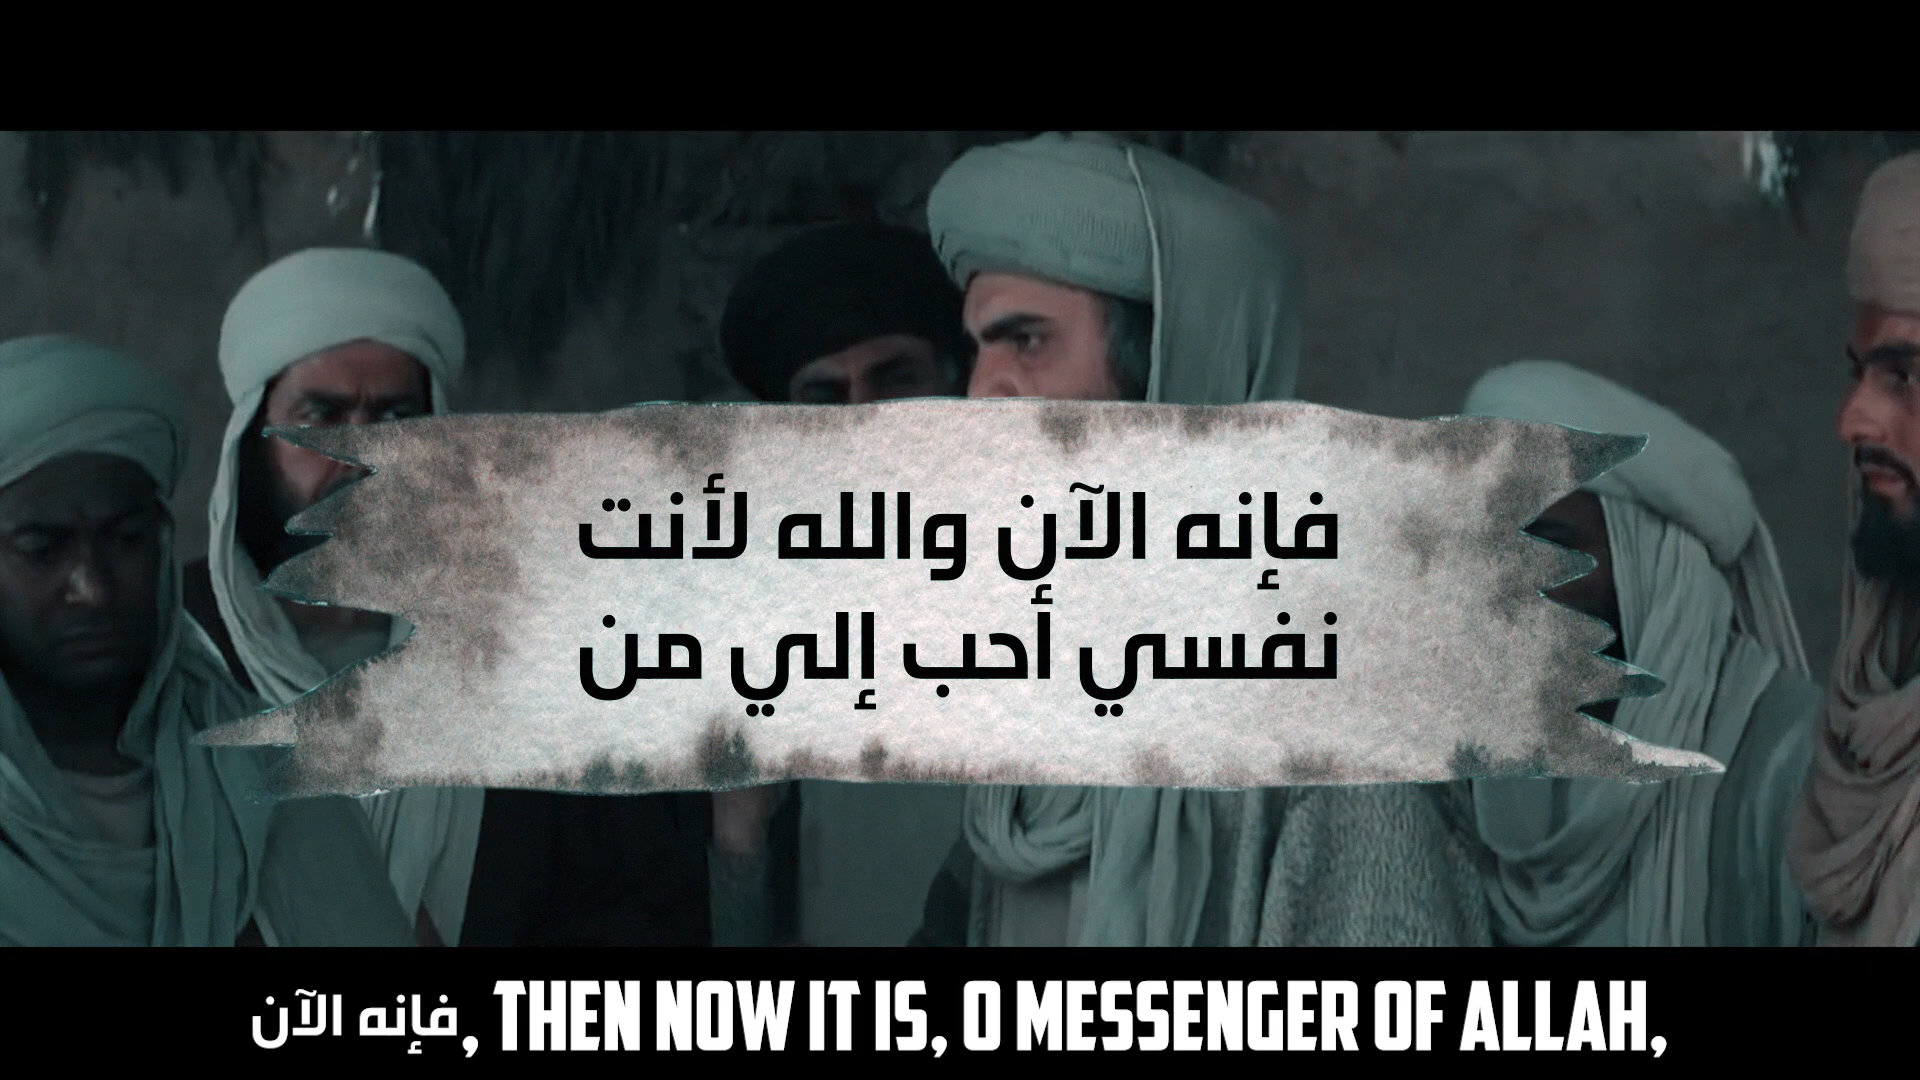 فإنه الآن والله لأنت
نفسي أحب إلي من
فإنه الآن, THEN NOW IT IS, O MESSENGER OF ALLAH,